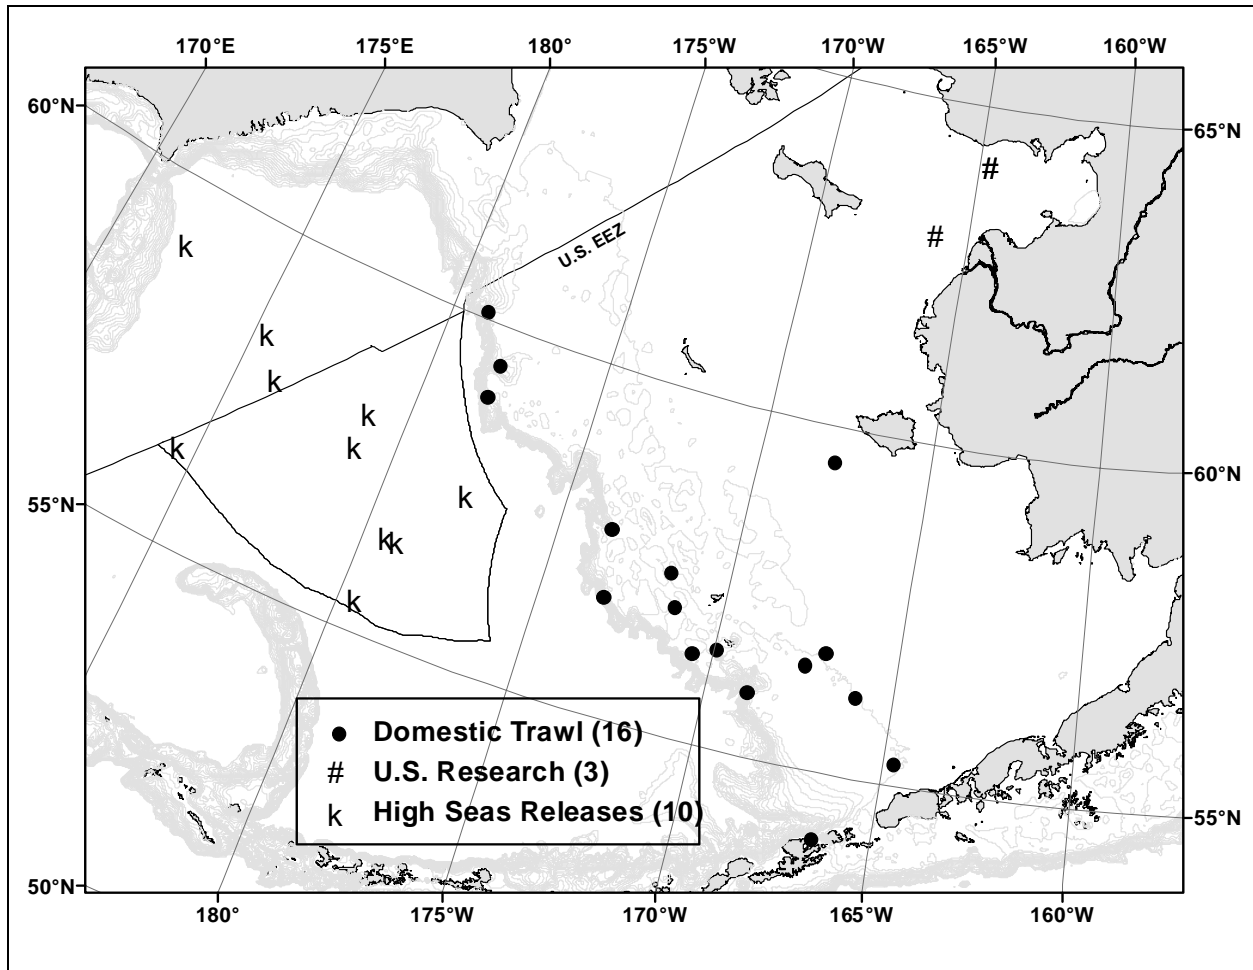 170°E 175°E 180° 175°W 170°W 165°W 160°W
60°N
65°N
#
k
U.S. EEZ
#
k
k
k
k
k
60°N
55°N
k
k k
k
Domestic Trawl (16)
# U.S. Research (3)
k High Seas Releases (10)
55°N
50°N
180° 175°W 170°W 165°W 160°W